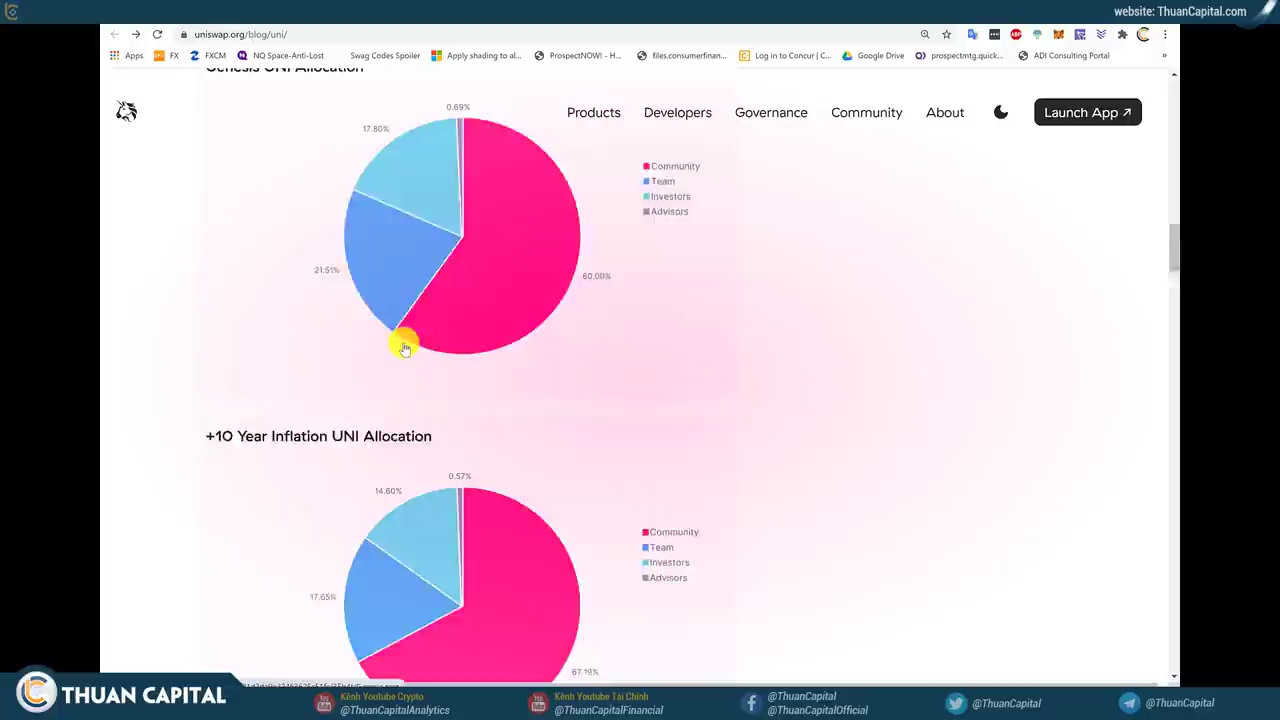 website: ThuanCapital.com
uniswap.org/blog/uni/
Apps FX FXCM NQ Space-Anti-Lost Swag Codes Spoiler Apply shading to al... ProspectNOW! - H... files.consumerfinan... Log in to Concur | C... Google Drive prospectmtg.quick... ADI Consulting Portal »
Genesis UNI Allocation
Products Developers Governance Community About Launch App ↗
0.69%
17.80%
21.51%
60.00%
Community
Team
Investors
Advisors
+10 Year Inflation UNI Allocation
0.57%
14.60%
17.65%
67.19%
Community
Team
Investors
Advisors
THUAN CAPITAL
Kênh Youtube Crypto
@ThuanCapitalAnalytics
Kênh Youtube Tài Chính
@ThuanCapitalFinancial
@ThuanCapital
@ThuanCapitalOfficial
@ThuanCapital
@ThuanCapital